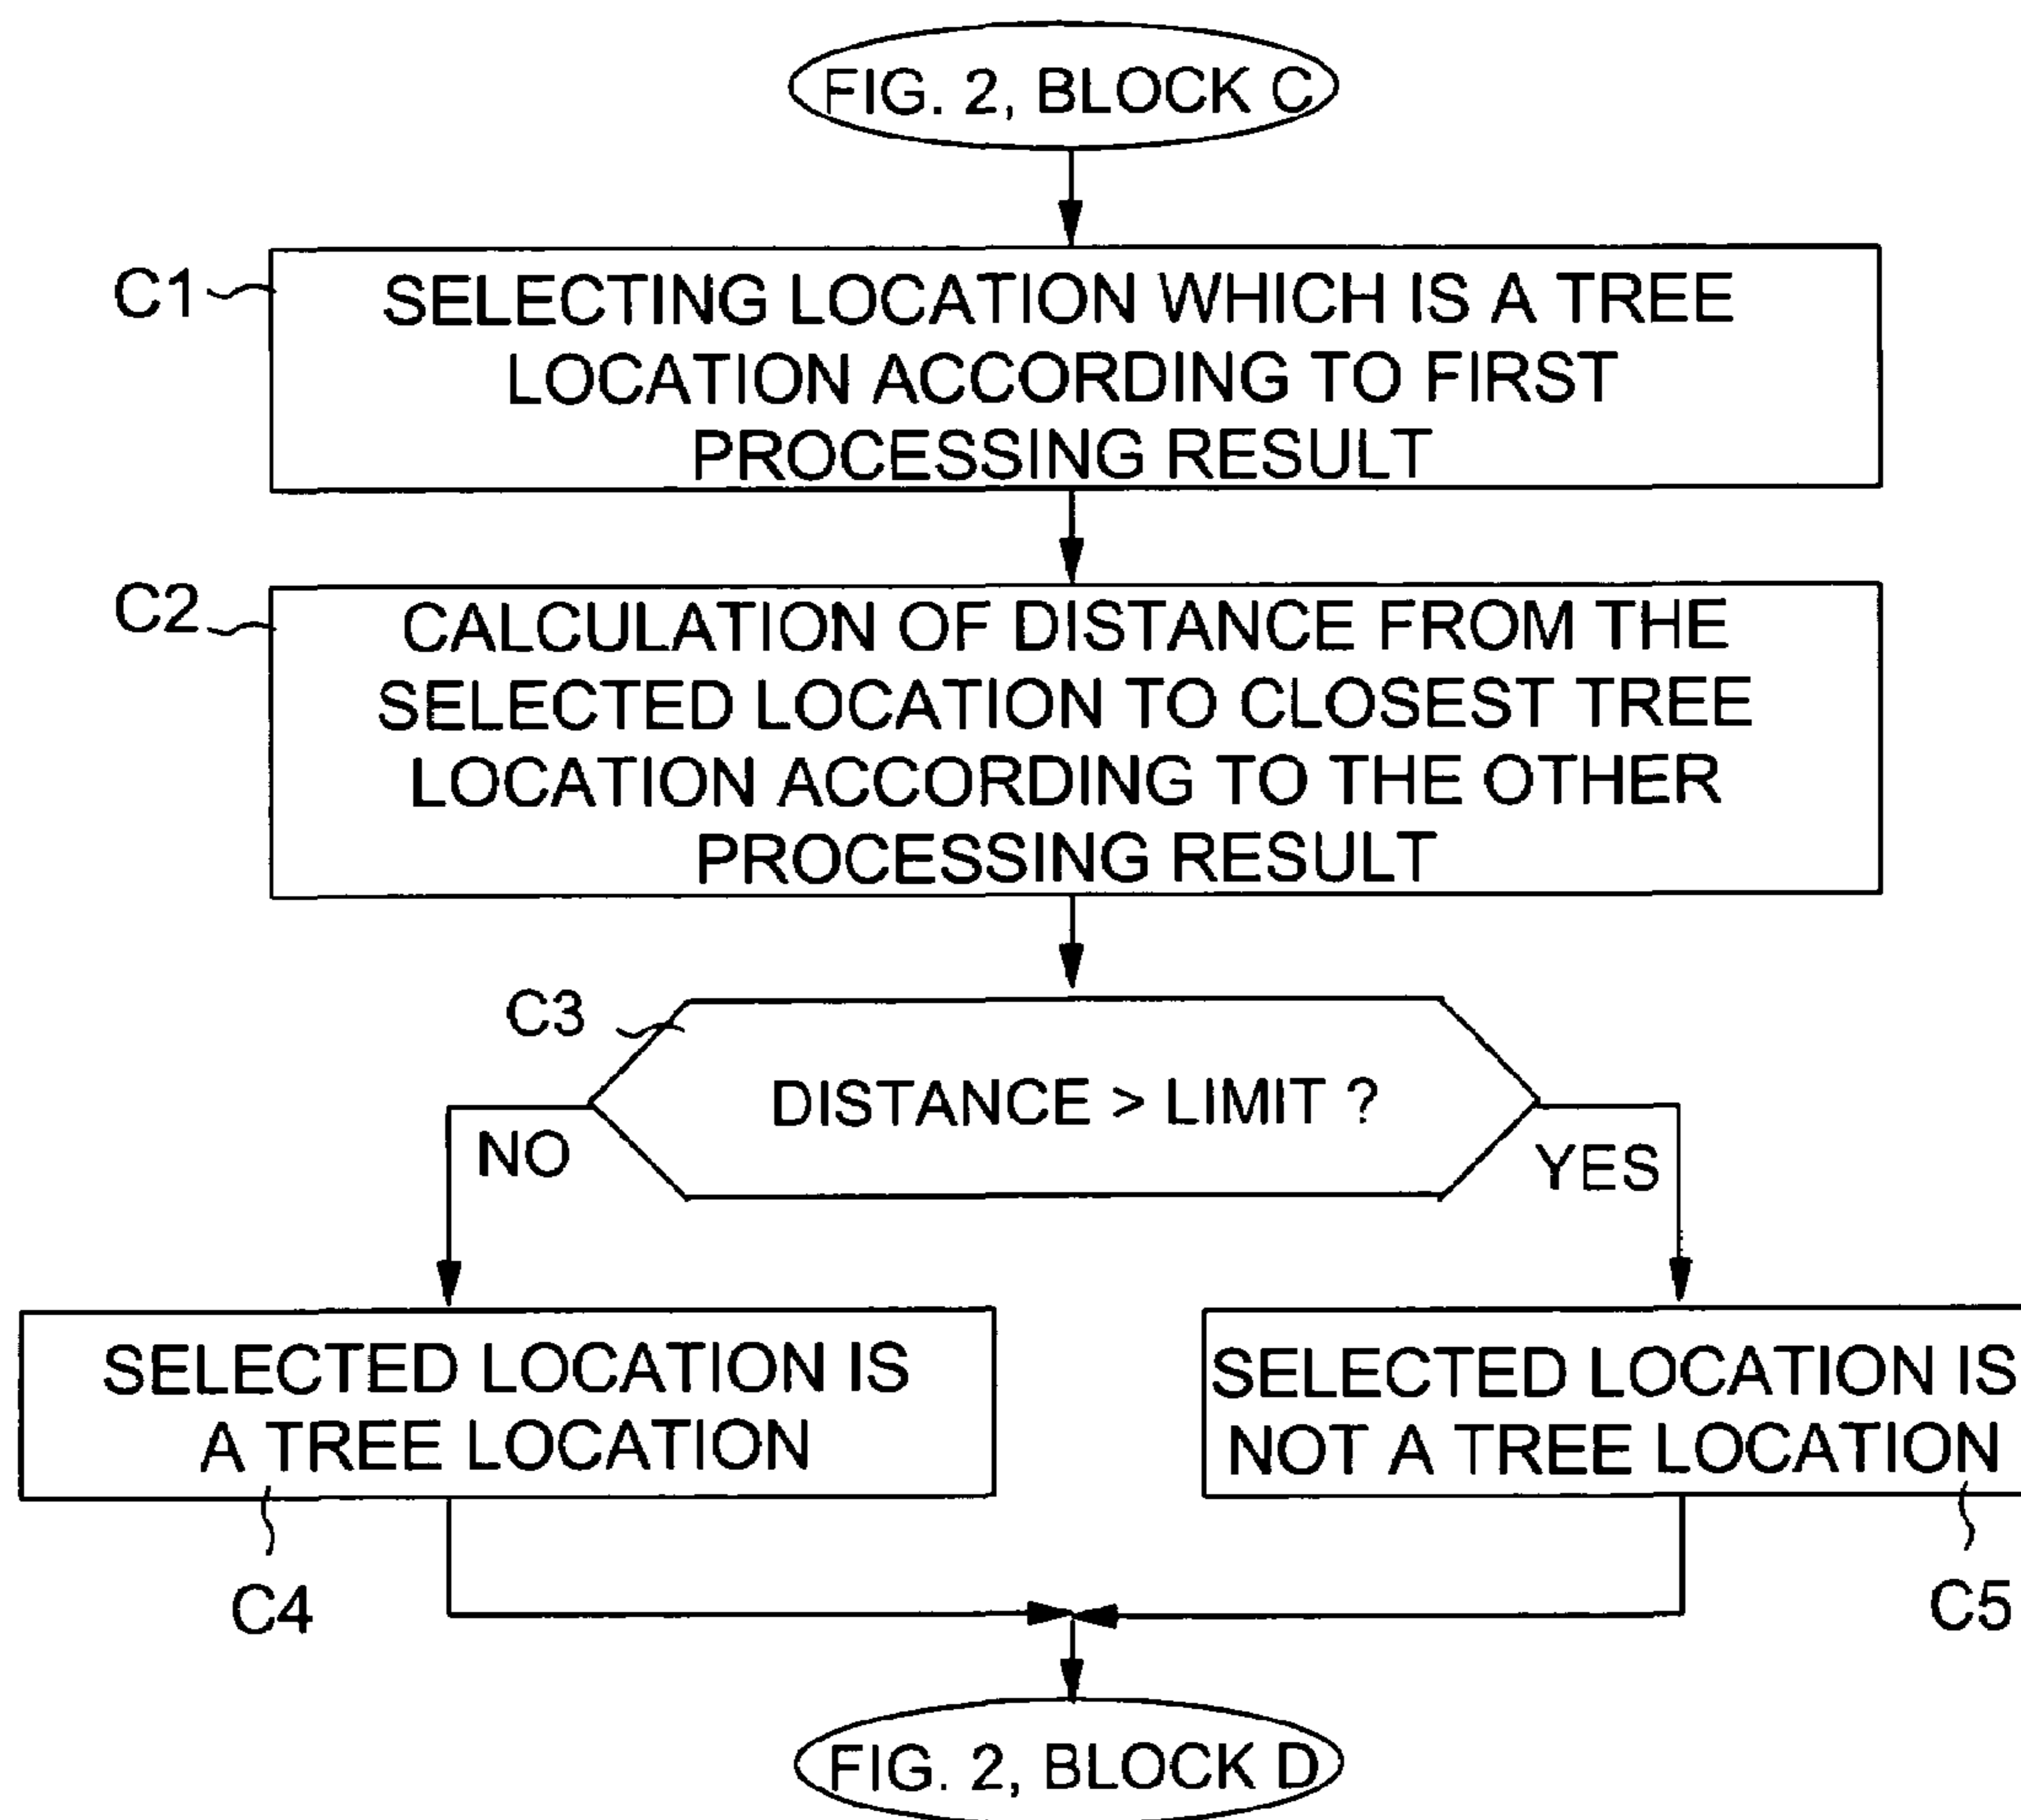 FIG. 2, BLOCK C
C1
SELECTING LOCATION WHICH IS A TREE
LOCATION ACCORDING TO FIRST
PROCESSING RESULT
C2
CALCULATION OF DISTANCE FROM THE
SELECTED LOCATION TO CLOSEST TREE
LOCATION ACCORDING TO THE OTHER
PROCESSING RESULT
C3
DISTANCE > LIMIT ?
NO
YES
SELECTED LOCATION IS
A TREE LOCATION
SELECTED LOCATION IS
NOT A TREE LOCATION
C4
C5
FIG. 2, BLOCK D